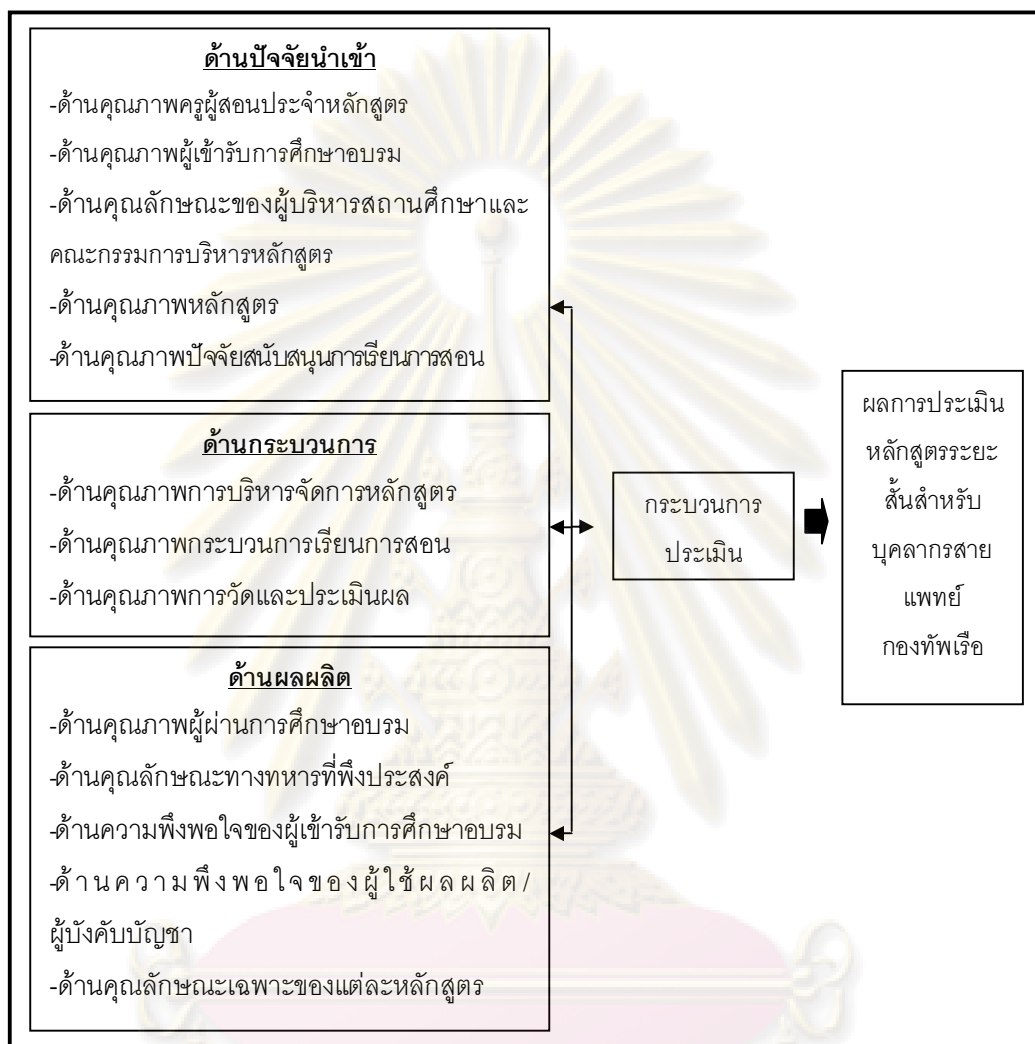 ด้านปัจจัยนำเข้า
-ด้านคุณภาพครูผู้สอนประจำหลักสูตร
-ด้านคุณภาพผู้เข้ารับการศึกษาอบรม
-ด้านคุณลักษณะของผู้บริหารสถานศึกษาและ
คณะกรรมการบริหารหลักสูตร
-ด้านคุณภาพหลักสูตร
-ด้านคุณภาพปัจจัยสนับสนุนการเรียนการสอน
ด้านกระบวนการ
-ด้านคุณภาพการบริหารจัดการหลักสูตร
-ด้านคุณภาพกระบวนการเรียนการสอน
-ด้านคุณภาพการวัดและประเมินผล
ด้านผลผลิต
-ด้านคุณภาพผู้ผ่านการศึกษาอบรม
-ด้านคุณลักษณะทางทหารที่พึงประสงค์
-ด้านความพึงพอใจของผู้เข้ารับการศึกษาอบรม
-ด้านความพึงพอใจของผู้ใช้ผลผลิต/
ผู้บังคับบัญชา
-ด้านคุณลักษณะเฉพาะของแต่ละหลักสูตร
กระบวนการ
ประเมิน
ผลการประเมิน
หลักสูตรระยะ
สั้นสำหรับ
บุคลากรสาย
แพทย์
กองทัพเรือ